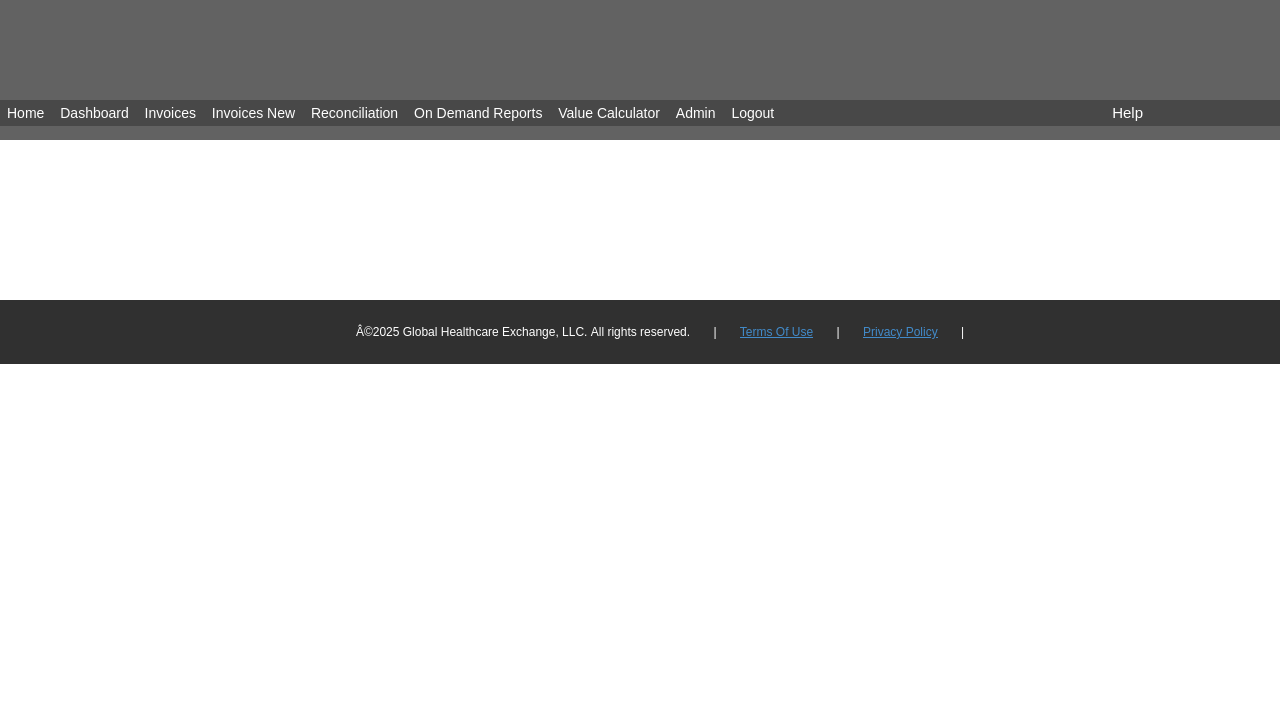 Home Dashboard Invoices Invoices New Reconciliation On Demand Reports Value Calculator Admin Logout Help
Â©2025 Global Healthcare Exchange, LLC. All rights reserved. | Terms Of Use | Privacy Policy |